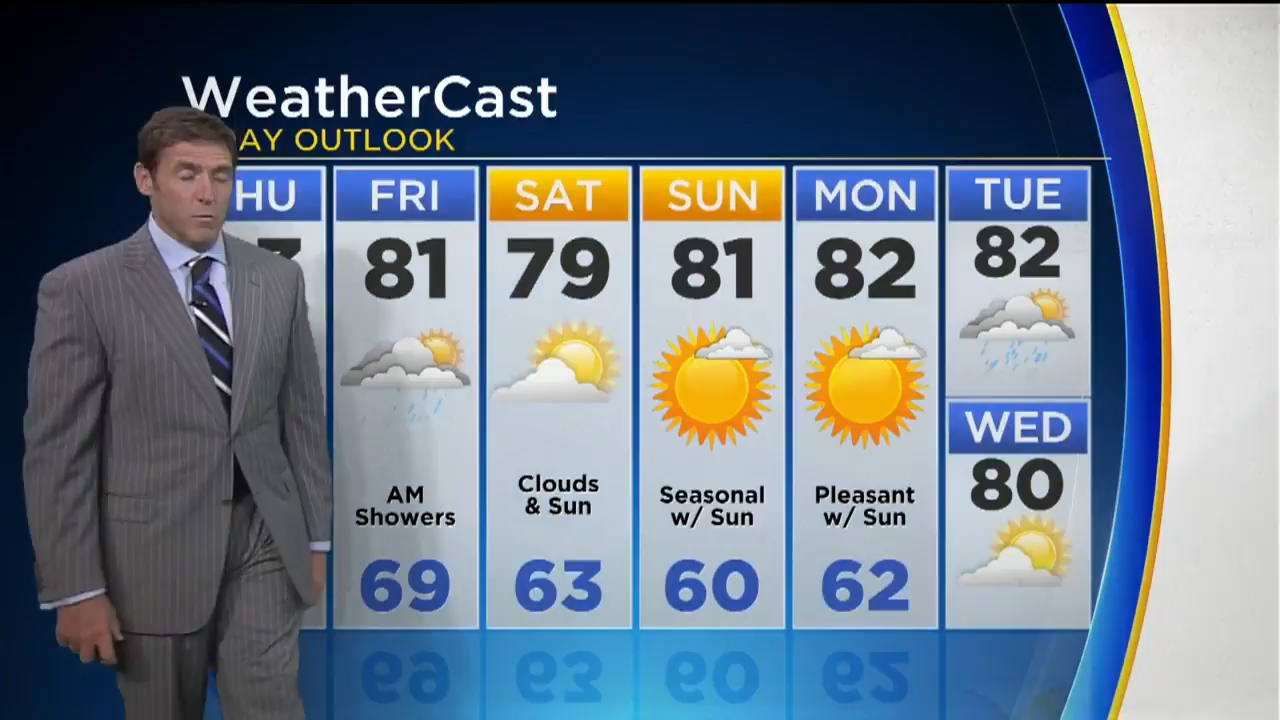 WeatherCast
AY OUTLOOK
HU
FRI
81
AM
Showers
69
SAT
79
Clouds
& Sun
63
SUN
81
Seasonal
w/ Sun
60
MON
82
Pleasant
w/ Sun
62
TUE
82
WED
80